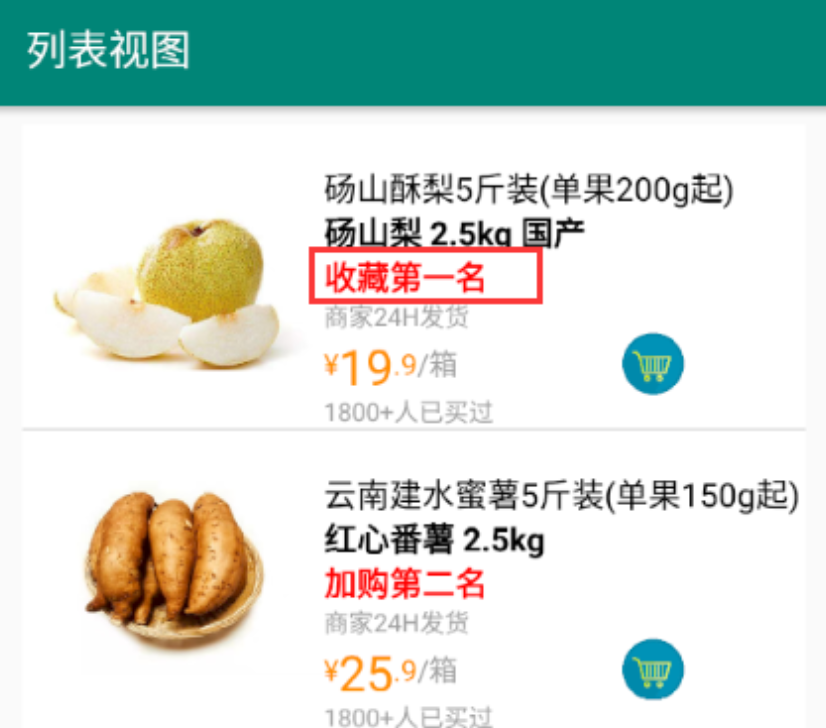 列表视图
砀山酥梨5斤装(单果200g起)
砀山梨 2.5kg 国产
收藏第一名
商家24H发货
¥19.9/箱
1800+人已买过
云南建水蜜薯5斤装(单果150g起)
红心番薯 2.5kg
加购第二名
商家24H发货
¥25.9/箱
1800+人已买过